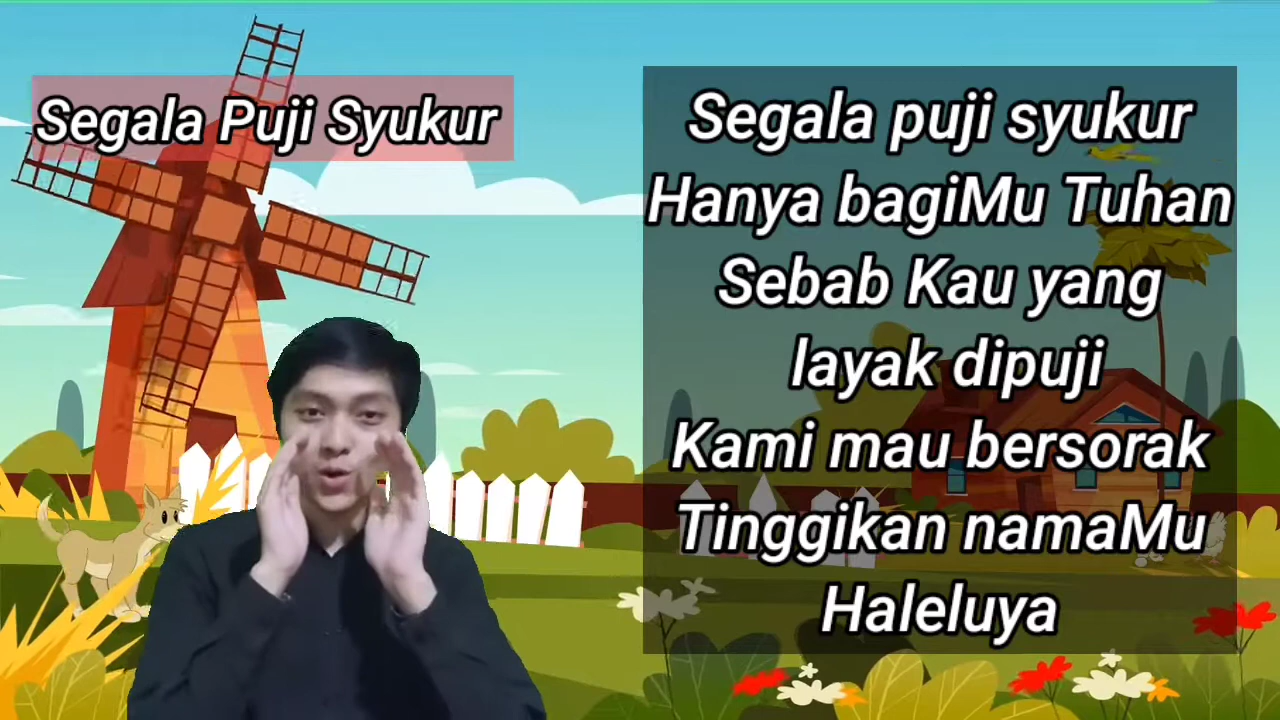 Segala Puji Syukur
Segala puji syukur
Hanya bagiMu Tuhan
Sebab Kau yang
layak dipuji
Kami mau bersorak
Tinggikan namaMu
Haleluya